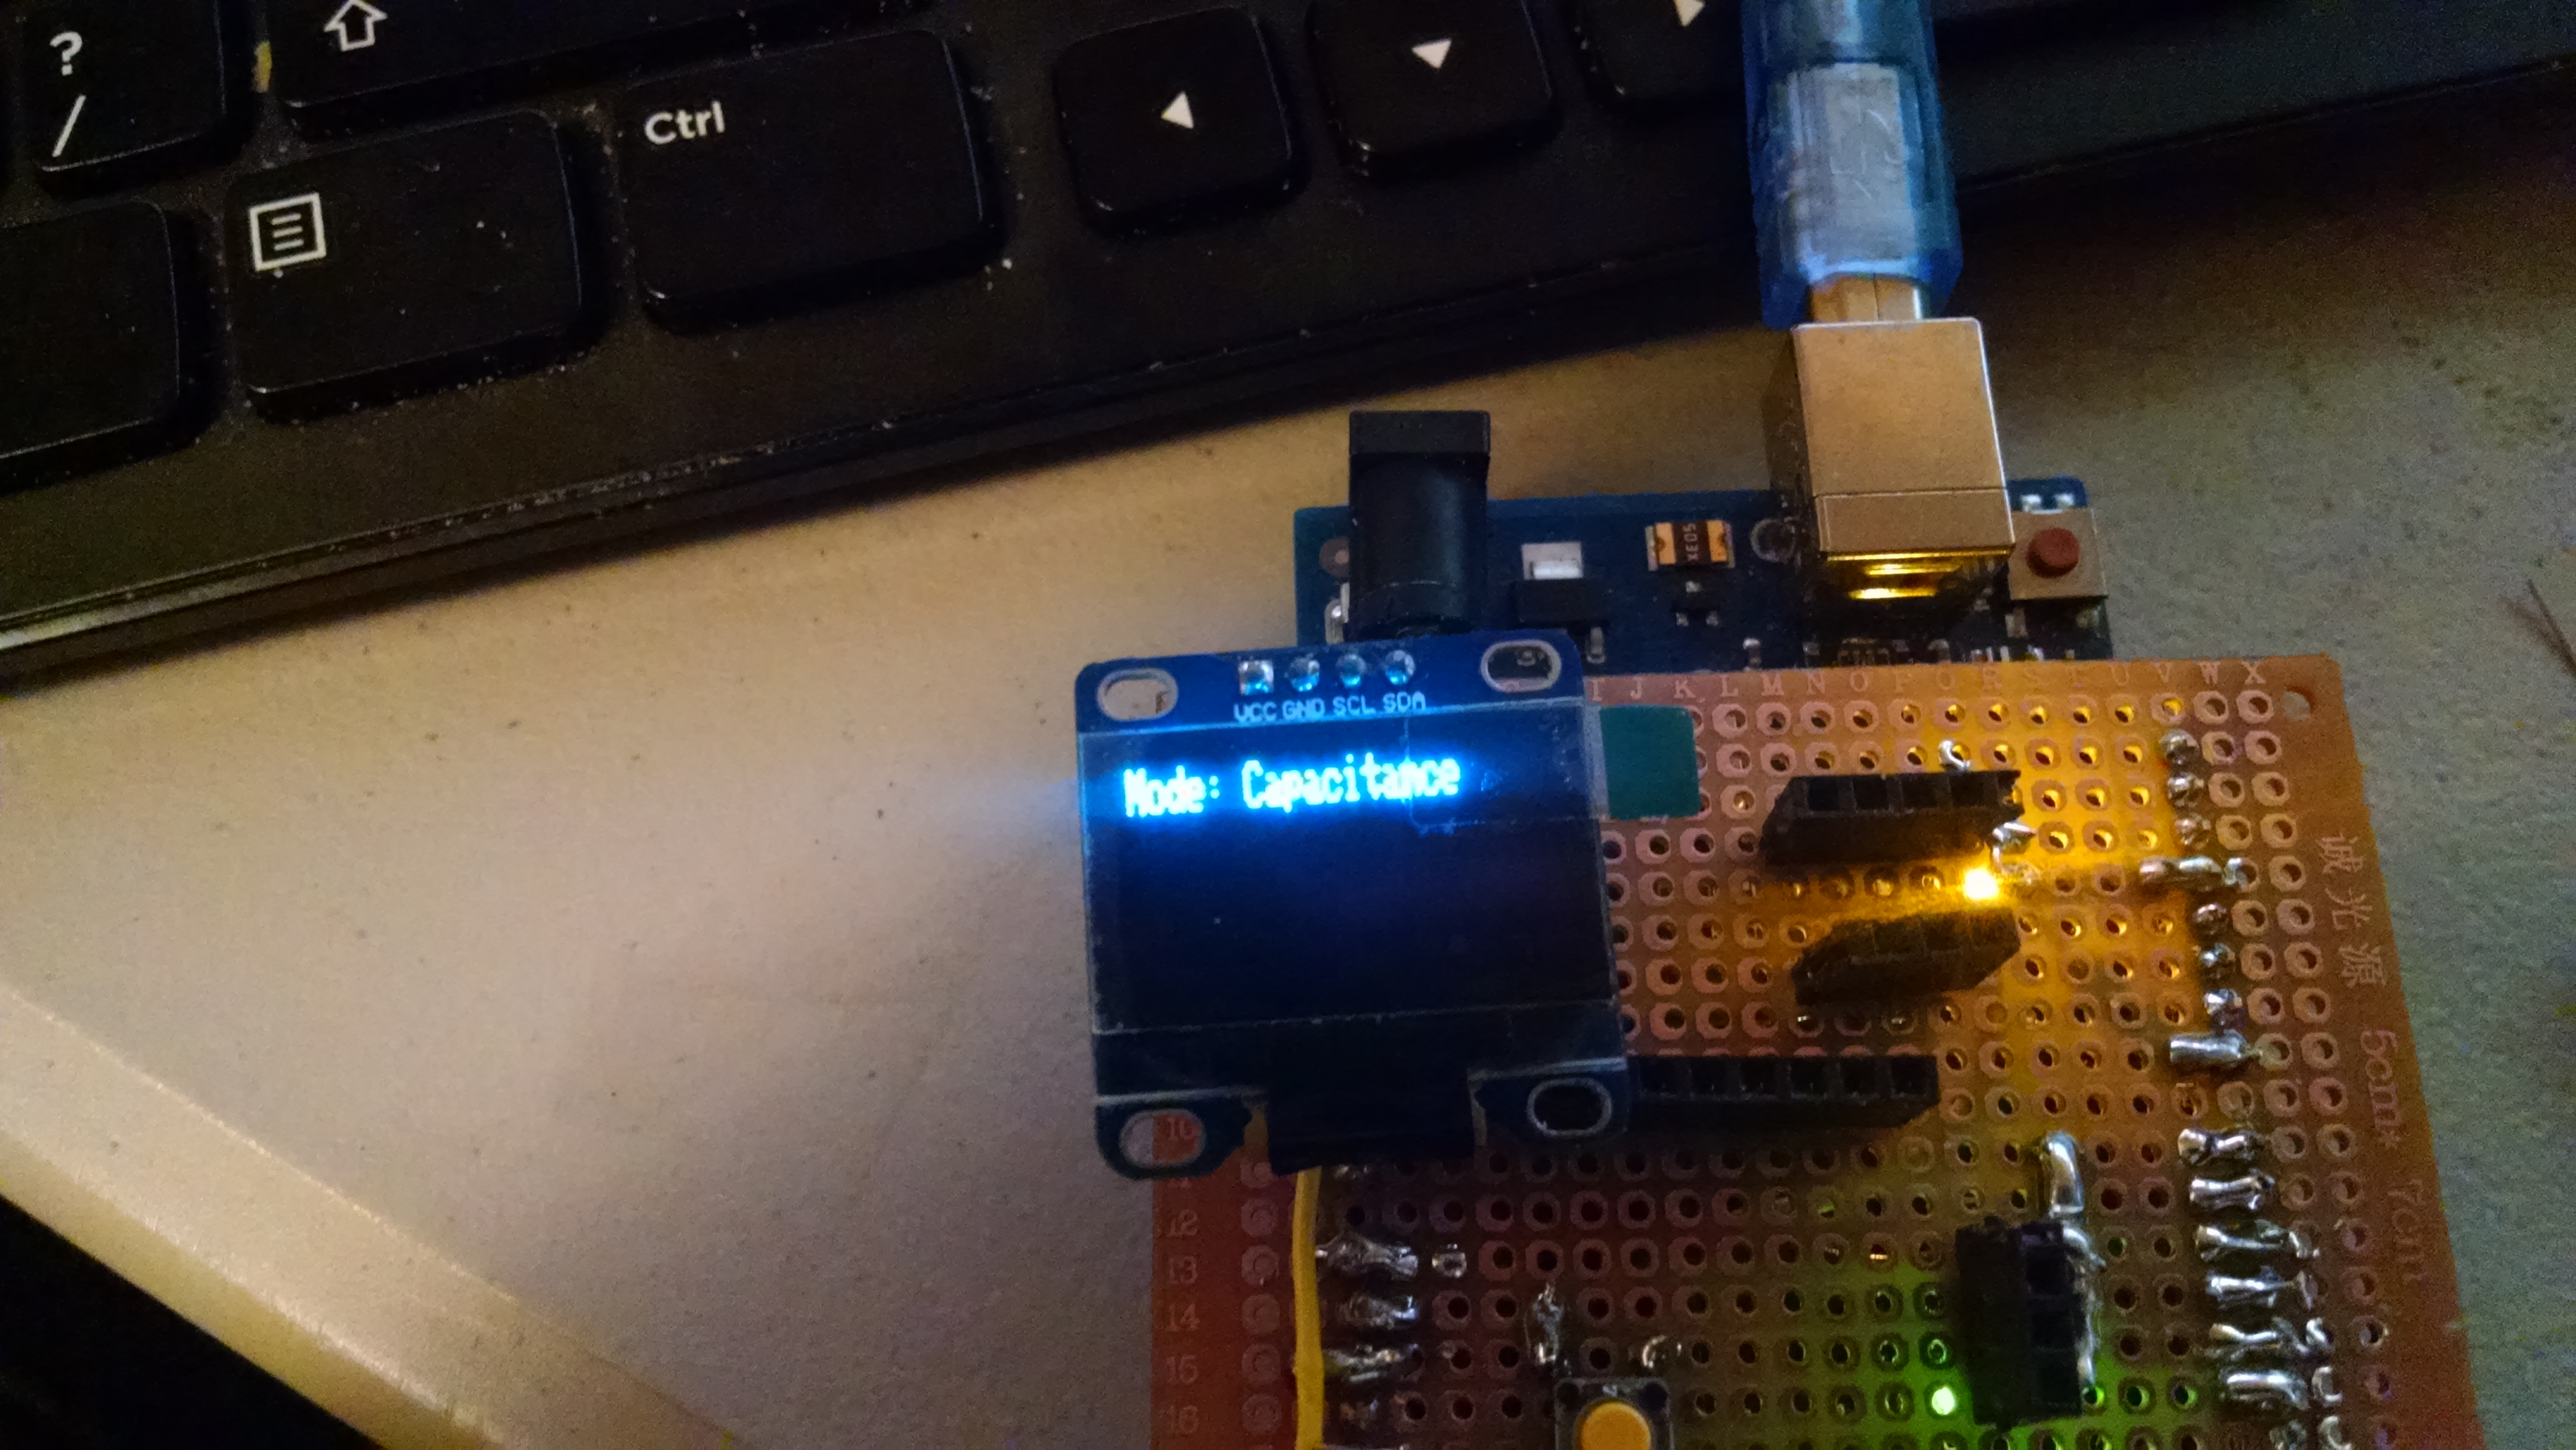 ?
/
Ctrl
XE05
VCC GND SCL SDA
Mode: Capacitance
I J K L M N O P Q R S T U V W X
诚光源 5cm* 7cm
10
12
13
14
15
16